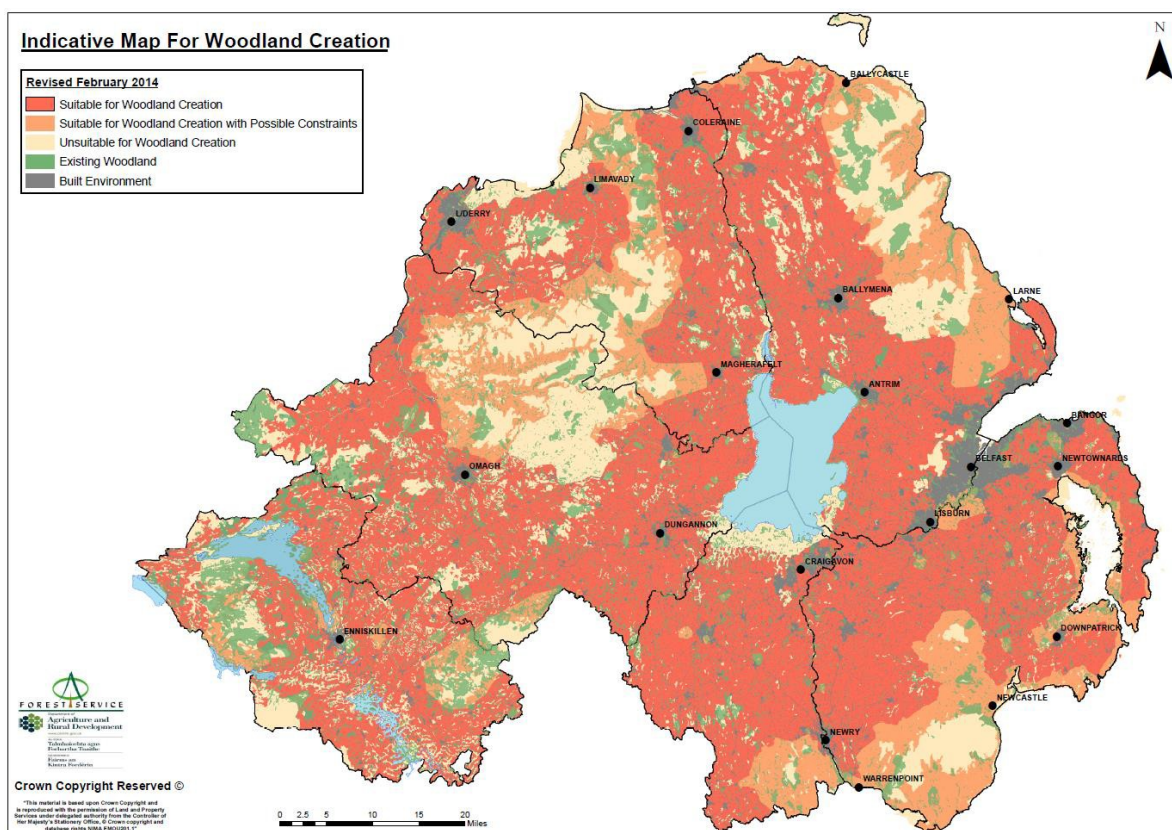 Indicative Map For Woodland Creation
Revised February 2014
Suitable for Woodland Creation
Suitable for Woodland Creation with Possible Constraints
Unsuitable for Woodland Creation
Existing Woodland
Built Environment
N
BALLYCASTLE
COLERAINE
LIMAVADY
L/DERRY
BALLYMENA
LARNE
MAGHERAFELT
ANTRIM
BANGOR
BELFAST
NEWTOWNARDS
OMAGH
LISBURN
DUNGANNON
CRAIGAVON
ENNISKILLEN
DOWNPATRICK
NEWCASTLE
NEWRY
WARRENPOINT
FOREST SERVICE
Agriculture and
Rural Development
Crown Copyright Reserved ©
"This material is based upon Crown Copyright and
is reproduced with the permission of Land and Property
Services under delegated authority from the Controller of
Her Majesty's Stationery Office, © Crown copyright and
0 2.5 5 10 15 20
Miles